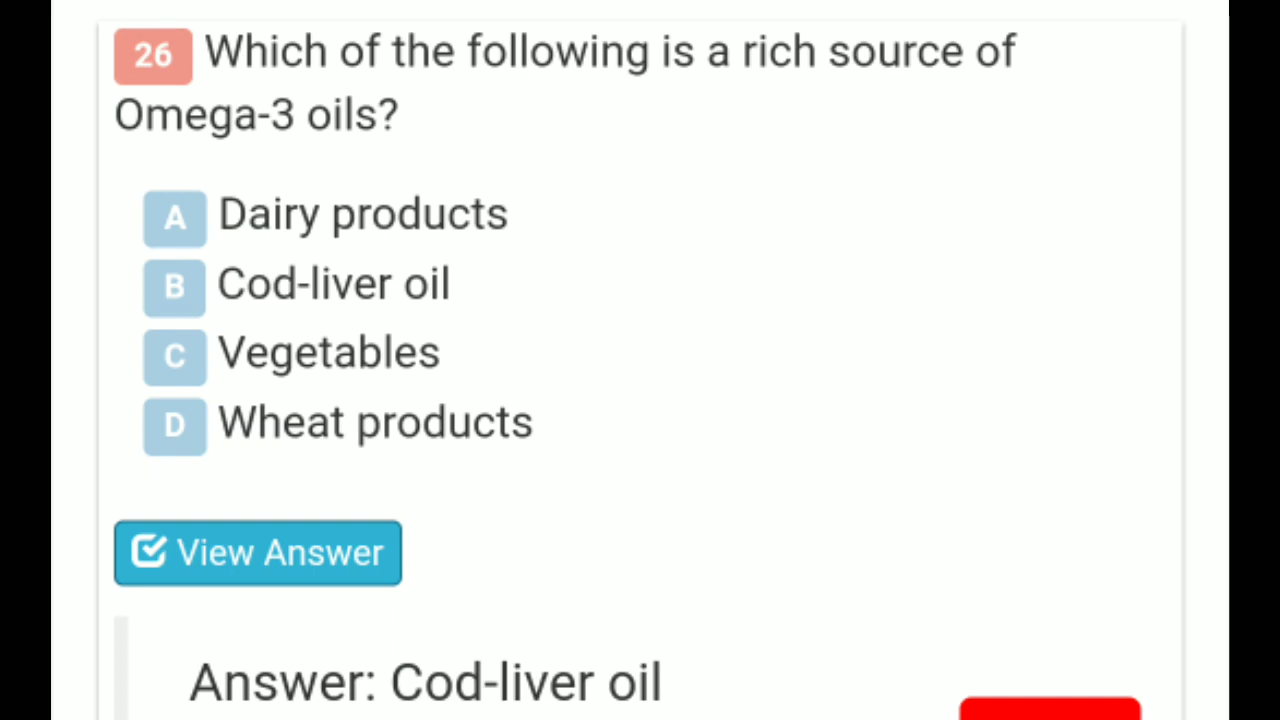 26 Which of the following is a rich source of
Omega-3 oils?
A Dairy products
B Cod-liver oil
C Vegetables
D Wheat products
View Answer
Answer: Cod-liver oil